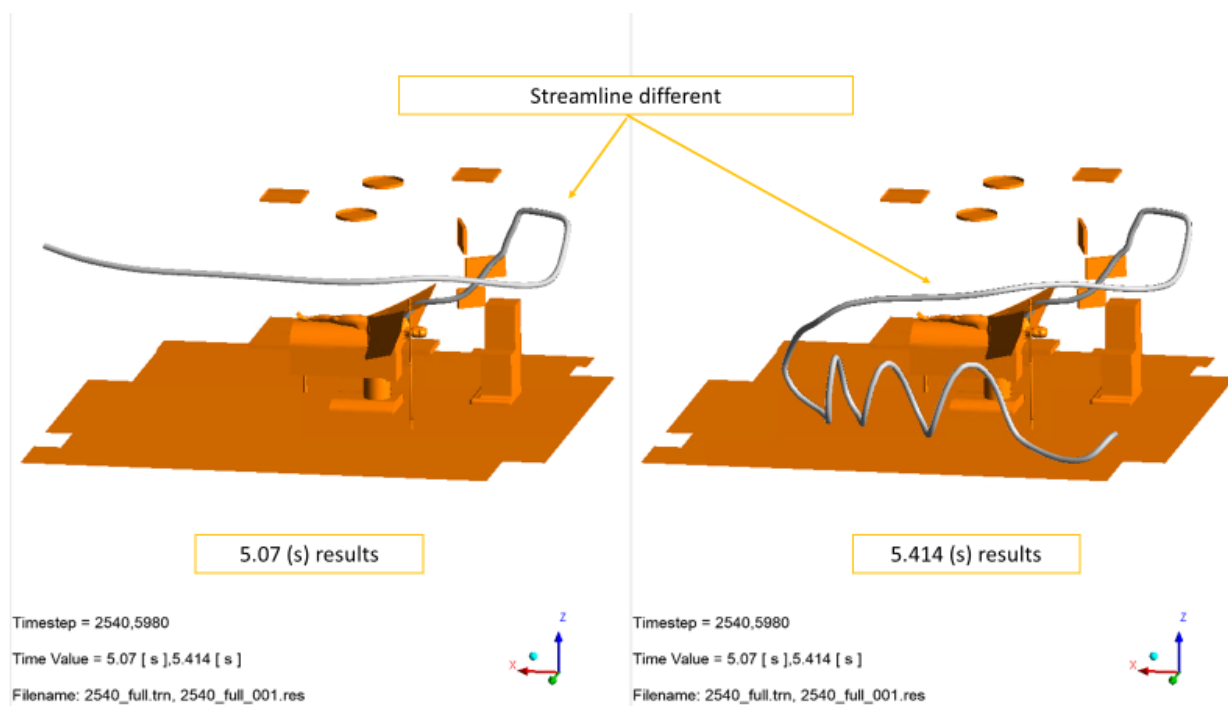 Streamline different
5.07 (s) results
5.414 (s) results
Timestep = 2540,5980
Time Value = 5.07 [ s ],5.414 [ s ]
Filename: 2540_full.trn, 2540_full_001.res
Z
X
Timestep = 2540,5980
Time Value = 5.07 [ s ],5.414 [ s ]
Filename: 2540_full.trn, 2540_full_001.res
Z
X